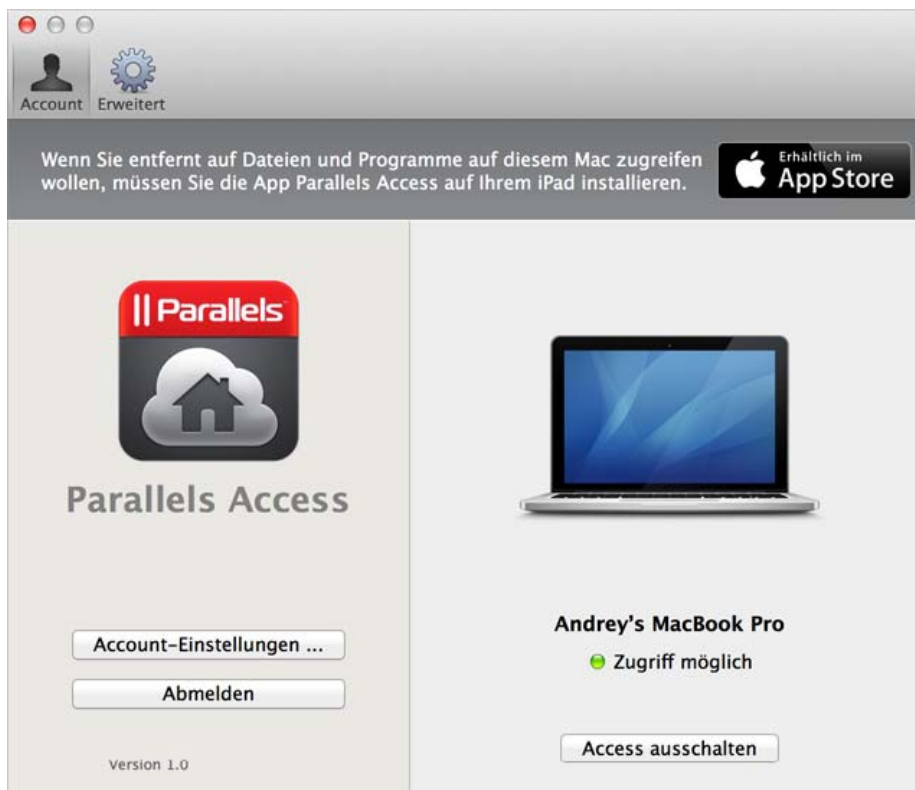 Account Erweitert
Wenn Sie entfernt auf Dateien und Programme auf diesem Mac zugreifen
wollen, müssen Sie die App Parallels Access auf Ihrem iPad installieren.
Erhältlich im
App Store
|| Parallels
Parallels Access
Account-Einstellungen ...
Abmelden
Version 1.0
Andrey's MacBook Pro
Zugriff möglich
Access ausschalten